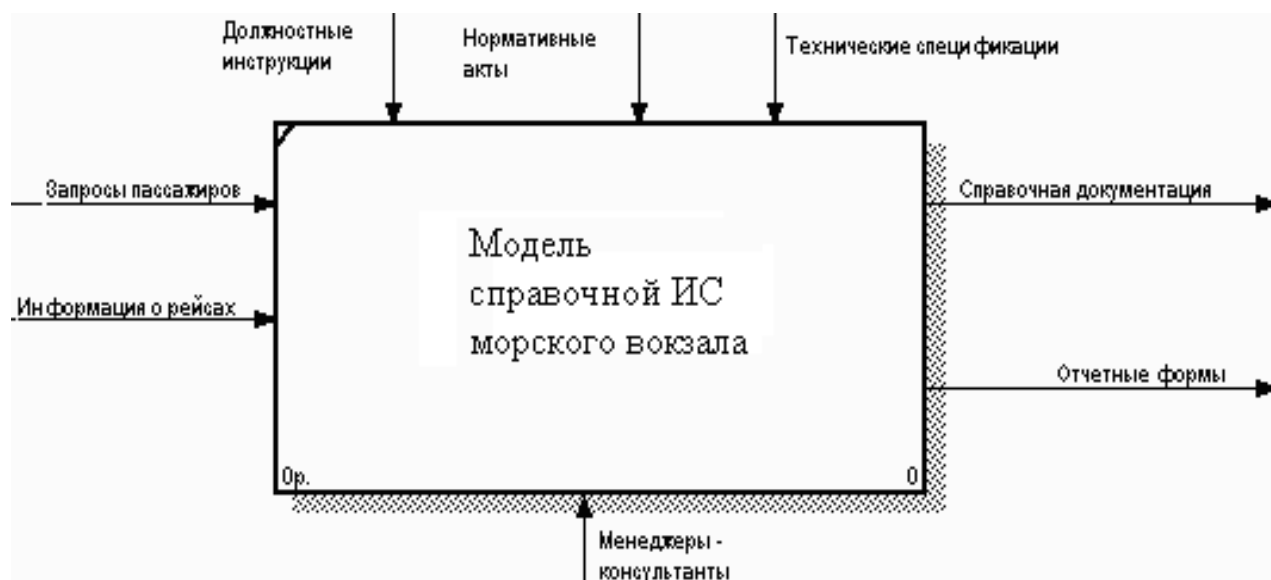 Должностные
инструкции
Нормативные
акты
Технические спецификации
Запросы пассажиров
Справочная документация
Модель
справочной ИС
морского вокзала
Информация о рейсах
Отчетные формы
0р.
0
Менеджеры -
консультанты